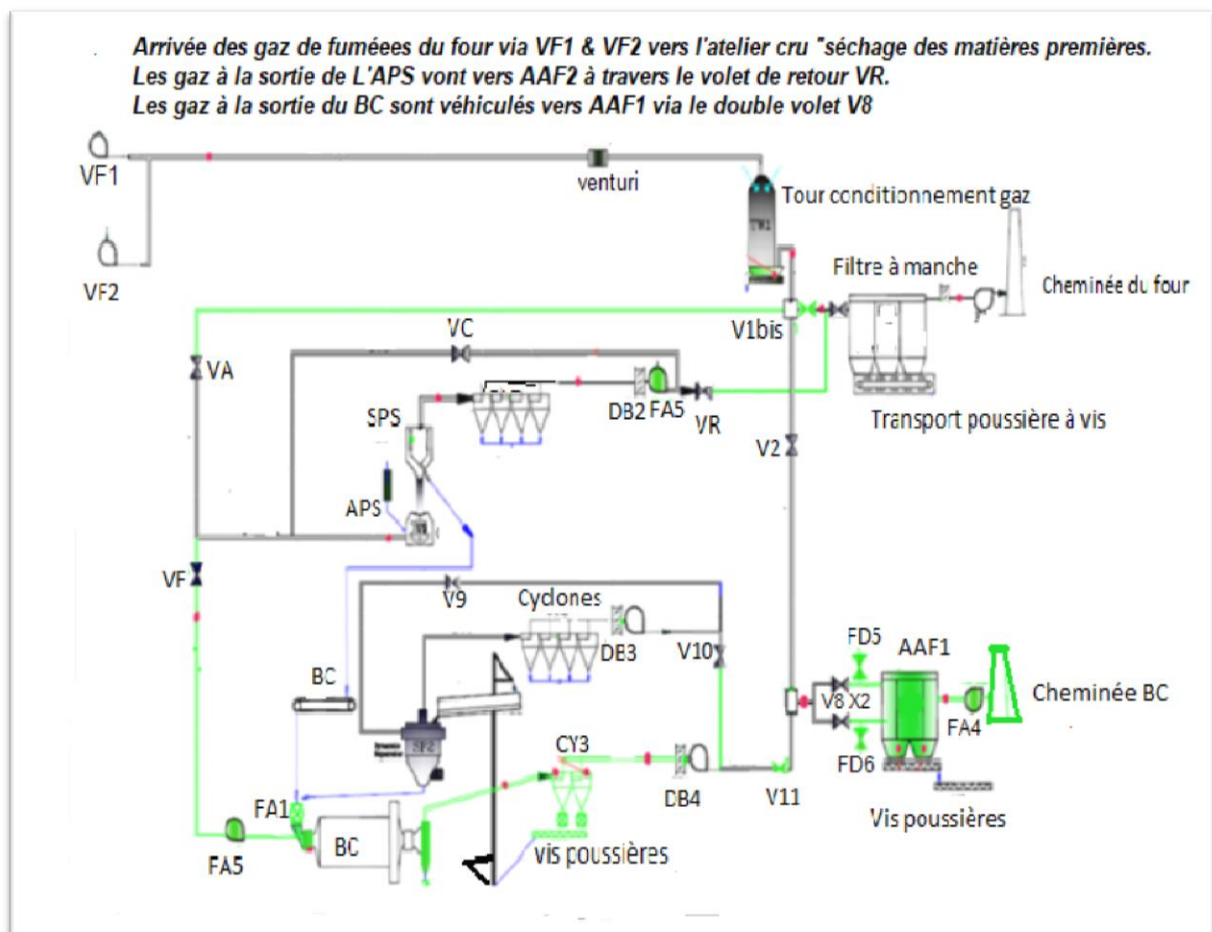 Arrivée des gaz de fuméees du four via VF1 & VF2 vers l'atelier cru "séchage des matières premières.
Les gaz à la sortie de L'APS vont vers AAF2 à travers le volet de retour VR.
Les gaz à la sortie du BC sont véhiculés vers AAF1 via le double volet V8
VF1
venturi
Tour conditionnement gaz
TW1
VF2
Filtre à manche
Cheminée du four
V1bis
VC
VA
DB2 FA5
VR
SPS
Transport poussière à vis
V2
APS
VF
V9
Cyclones
DB3
V10
FD5
AAF1
BC
V8 X2
Cheminée BC
SP2
CY3
FA4
FD6
FA1
DB4
V11
Vis poussières
BC
FA5
vis poussières